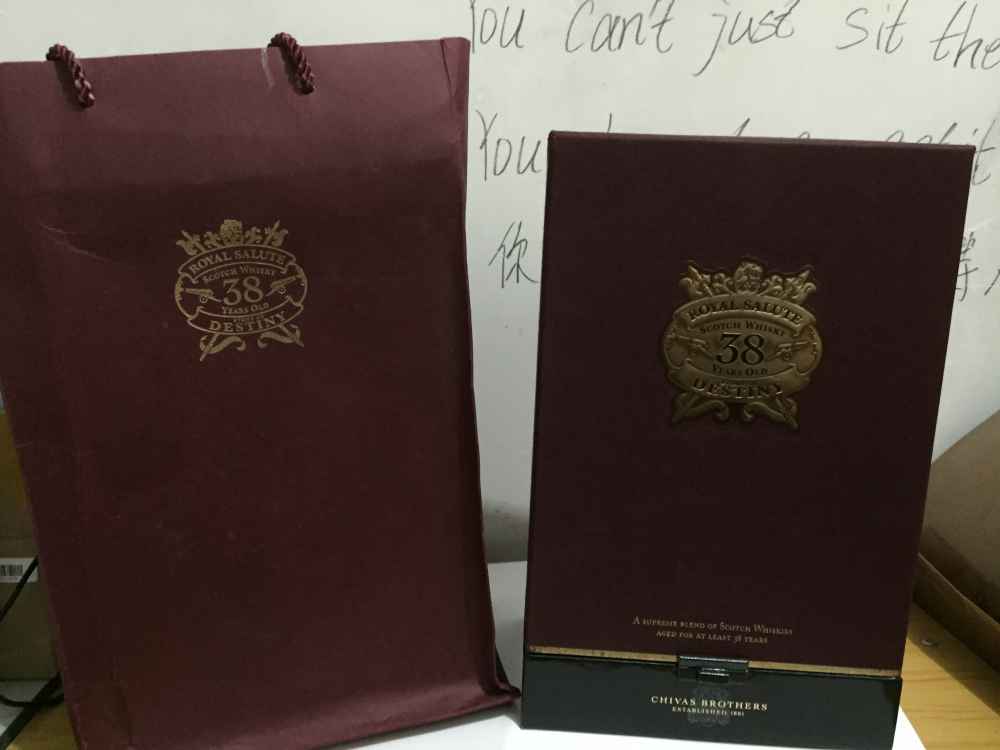 You can't just sit the
You
你
ROYAL SALUTE
SCOTCH WHISKY
38
YEARS OLD
DESTINY
ROYAL SALUTE
SCOTCH WHISKY
38
YEARS OLD
DESTINY
A SUPREME BLEND OF SCOTCH WHISKIES
AGED FOR AT LEAST 38 YEARS
CHIVAS BROTHERS
ESTABLISHED 1801